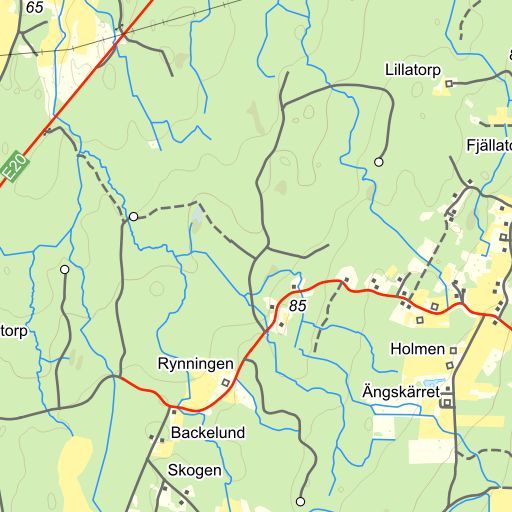 65
Lillatorp
Fjällato
E20
85
torp
Rynningen
Holmen
Ängskärret
Backelund
Skogen